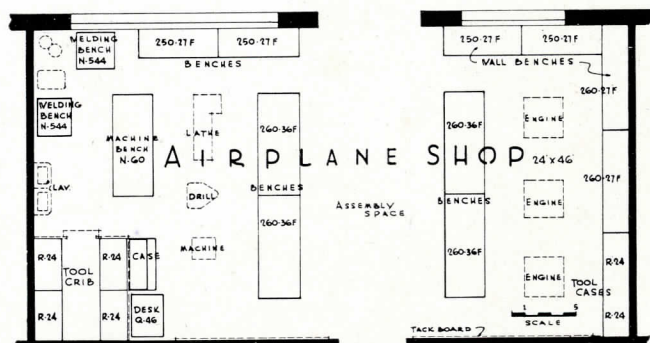 WELDING
BENCH
N-544
250-27F
250-27F
BENCHES
250-27F
250-27F
WALL BENCHES
260-27F
WELDING
BENCH
N-544
MACHINE
BENCH
N-60
LATHE
260-36F
260-36F
ENGINE
AIRPLANE SHOP
24'x46'
LAV.
DRILL
BENCHES
260-36F
ASSEMBLY
SPACE
BENCHES
260-36F
ENGINE
260-27F
MACHINE
R-24
TOOL
CRIB
R-24
CASE
R-24
R-24
DESK
Q-46
ENGINE
R-24
TOOL
CASES
R-24
1 5
SCALE
TACK BOARD